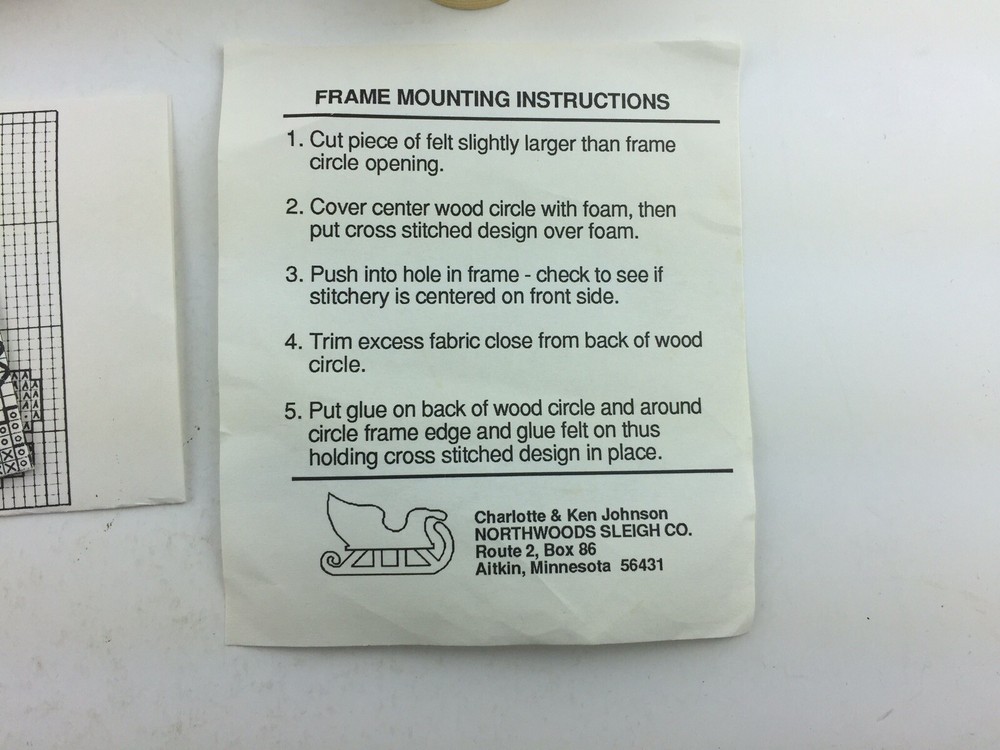 FRAME MOUNTING INSTRUCTIONS
1. Cut piece of felt slightly larger than frame
circle opening.
2. Cover center wood circle with foam, then
put cross stitched design over foam.
3. Push into hole in frame - check to see if
stitchery is centered on front side.
4. Trim excess fabric close from back of wood
circle.
5. Put glue on back of wood circle and around
circle frame edge and glue felt on thus
holding cross stitched design in place.
Charlotte & Ken Johnson
NORTHWOODS SLEIGH CO.
Route 2, Box 86
Aitkin, Minnesota 56431